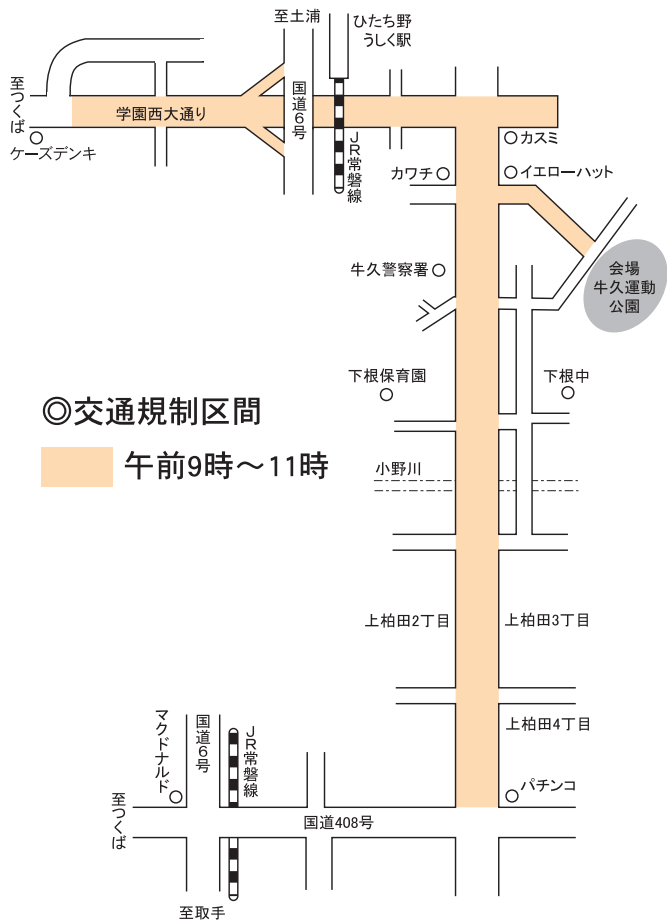 至土浦
ひたち野
うしく駅
至つくば
学園西大通り
国道6号
JR常磐線
ケーズデンキ
カスミ
カワチ
イエローハット
牛久警察署
会場
牛久運動
公園
下根保育園
下根中
◎交通規制区間
午前9時～11時
小野川
上柏田2丁目
上柏田3丁目
上柏田4丁目
マクドナルド
国道6号
JR常磐線
パチンコ
至つくば
国道408号
至取手